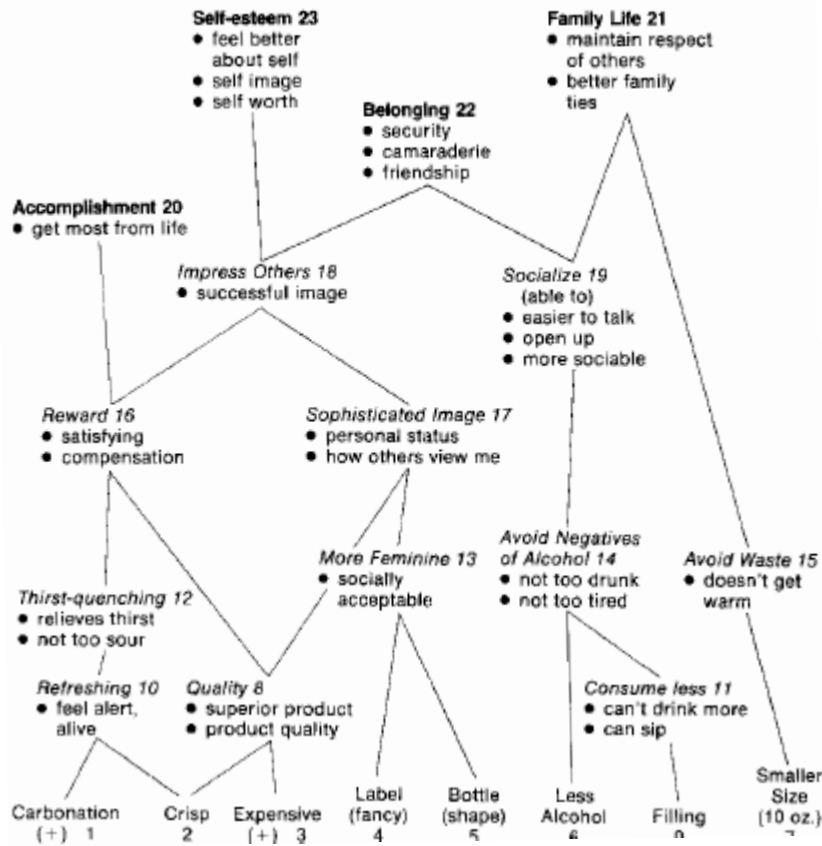 Self-esteem 23
• feel better
about self
• self image
• self worth
Family Life 21
• maintain respect
of others
• better family
ties
Belonging 22
• security
• camaraderie
• friendship
Accomplishment 20
• get most from life
Impress Others 18
• successful image
Socialize 19
(able to)
• easier to talk
• open up
• more sociable
Reward 16
• satisfying
• compensation
Sophisticated Image 17
• personal status
• how others view me
More Feminine 13
• socially
acceptable
Avoid Negatives
of Alcohol 14
• not too drunk
• not too tired
Avoid Waste 15
• doesn't get
warm
Thirst-quenching 12
• relieves thirst
• not too sour
Refreshing 10
• feel alert,
alive
Quality 8
• superior product
• product quality
Consume less 11
• can't drink more
• can sip
Carbonation
(+) 1
Crisp
2
Expensive
(+) 3
Label
(fancy)
4
Bottle
(shape)
5
Less
Alcohol
6
Filling
Smaller
Size
(10 oz.)